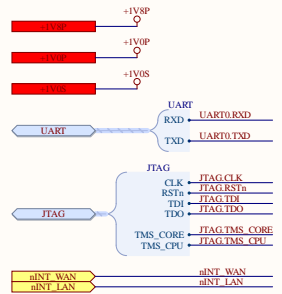 +1V8P
+1V8P
+1V0P
+1V0P
+1V0S
+1V0S
UART
RXD UART0.RXD
UART
TXD UART0.TXD
JTAG
CLK JTAG.CLK
RSTn JTAG.RSTn
TDI JTAG.TDI
JTAG
TDO JTAG.TDO
TMS_CORE JTAG.TMS_CORE
TMS_CPU JTAG.TMS_CPU
nINT_WAN nINT_WAN
nINT_LAN nINT_LAN